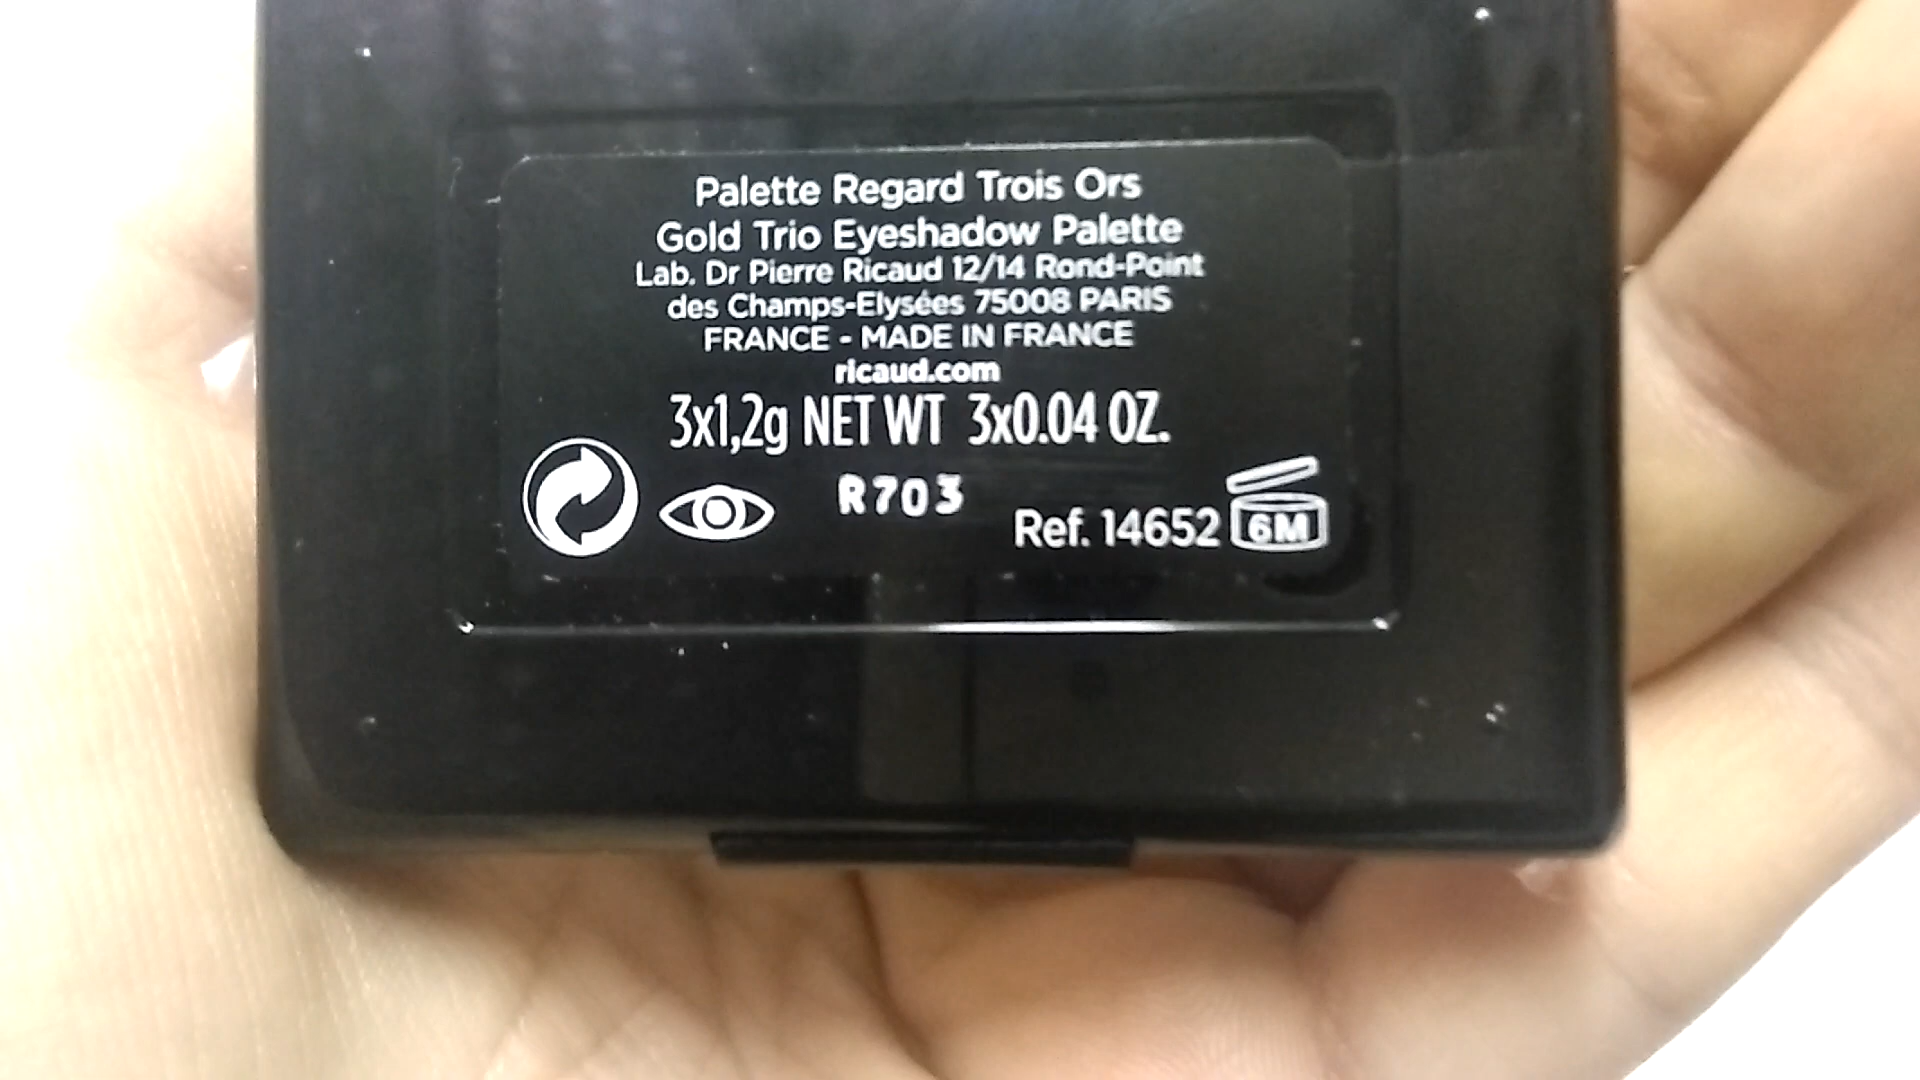 Palette Regard Trois Ors
Gold Trio Eyeshadow Palette
Lab. Dr Pierre Ricaud 12/14 Rond-Point
des Champs-Elysées 75008 PARIS
FRANCE - MADE IN FRANCE
ricaud.com
3x1,2g NET WT 3x0.04 OZ.
R703
Ref. 14652 6M